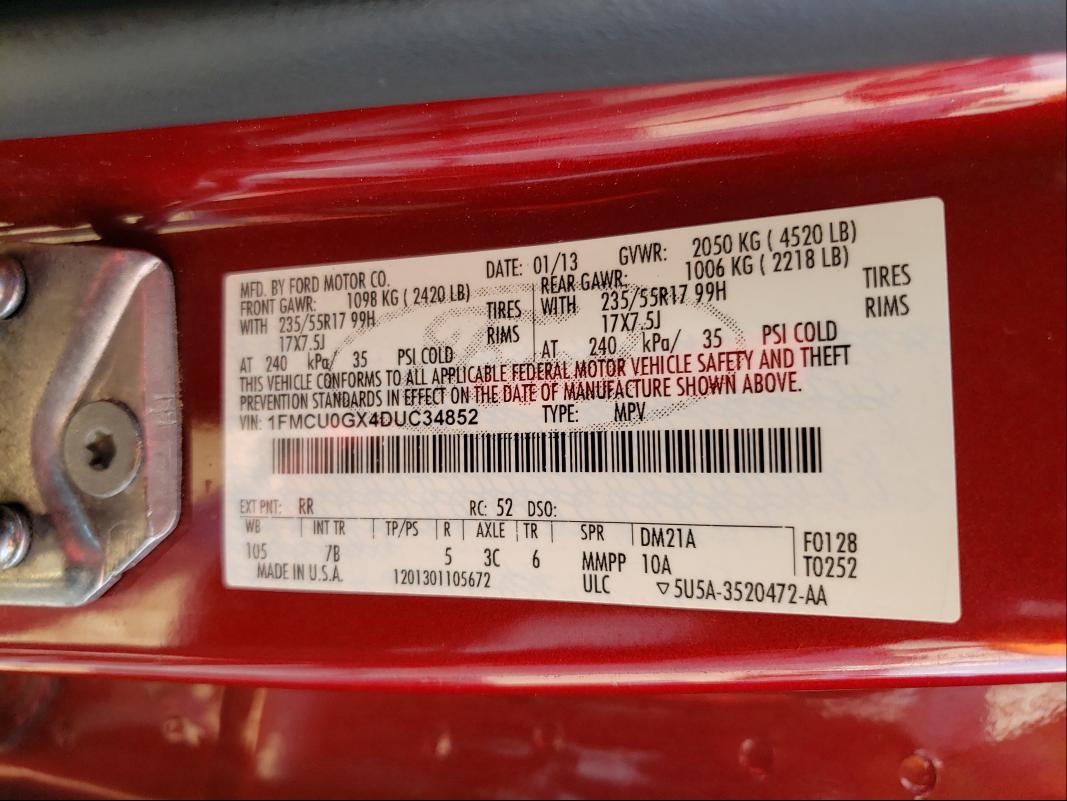 MFD. BY FORD MOTOR CO. DATE: 01/13 GVWR: 2050 KG ( 4520 LB)
FRONT GAWR: 1098 KG ( 2420 LB) REAR GAWR: 1006 KG ( 2218 LB)
WITH 235/55R17 99H TIRES WITH 235/55R17 99H TIRES
17X7.5J RIMS 17X7.5J RIMS
AT 240 kPa/ 35 PSI COLD AT 240 kPa/ 35 PSI COLD
THIS VEHICLE CONFORMS TO ALL APPLICABLE FEDERAL MOTOR VEHICLE SAFETY AND THEFT
PREVENTION STANDARDS IN EFFECT ON THE DATE OF MANUFACTURE SHOWN ABOVE.
VIN: 1FMCU0GX4DUC34852 TYPE: MPV
EXT PNT: RR RC: 52 DSO:
WB INT TR TP/PS R AXLE TR SPR DM21A F0128
105 7B 5 3C 6 MMPP 10A T0252
MADE IN U.S.A. 1201301105672 ULC ▽5U5A-3520472-AA